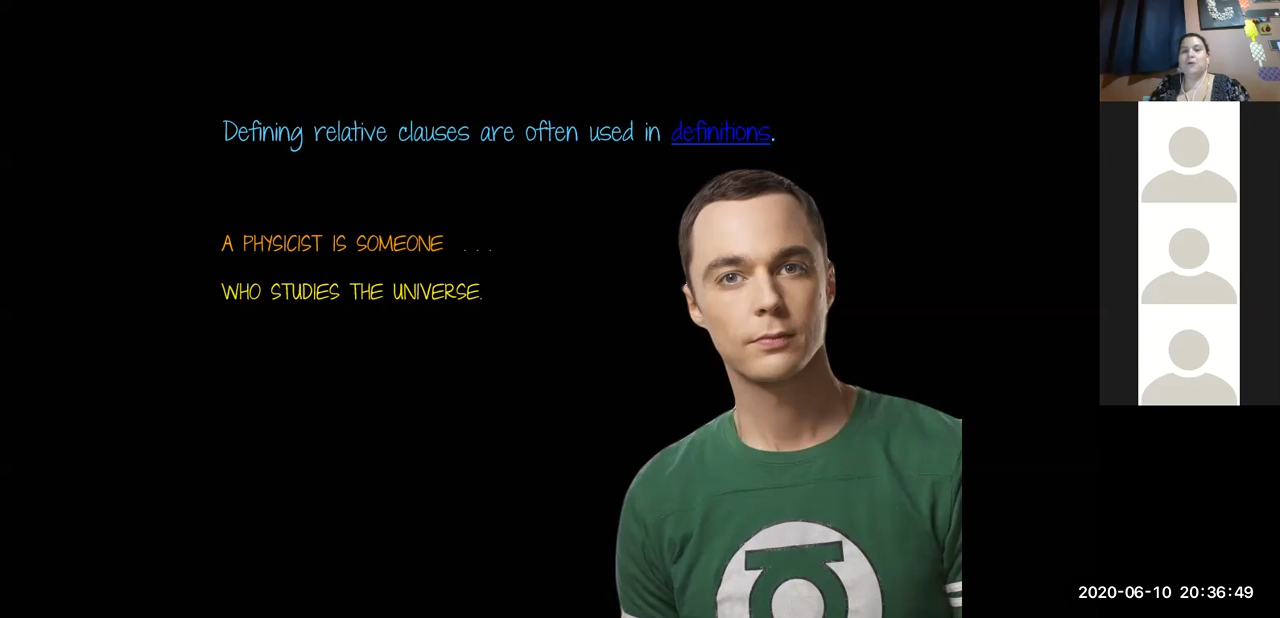 Defining relative clauses are often used in definitions.
A PHYSICIST IS SOMEONE . . .
WHO STUDIES THE UNIVERSE.
2020-06-10 20:36:49